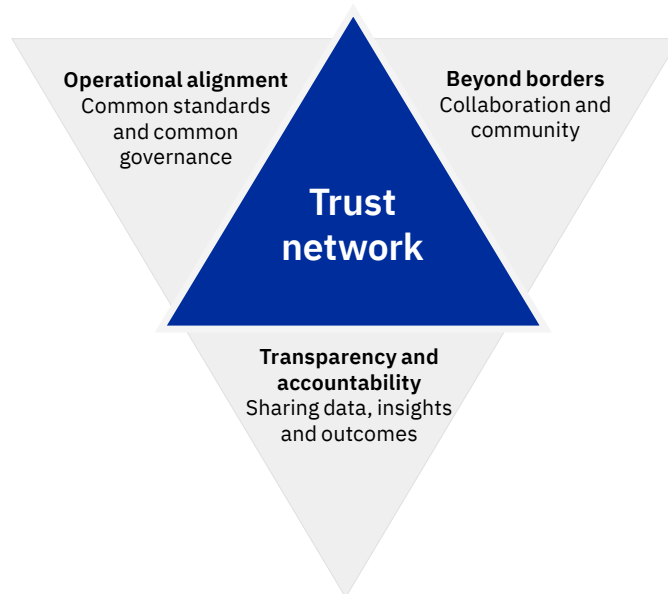 Operational alignment
Common standards
and common
governance
Beyond borders
Collaboration and
community
Trust
network
Transparency and
accountability
Sharing data, insights
and outcomes